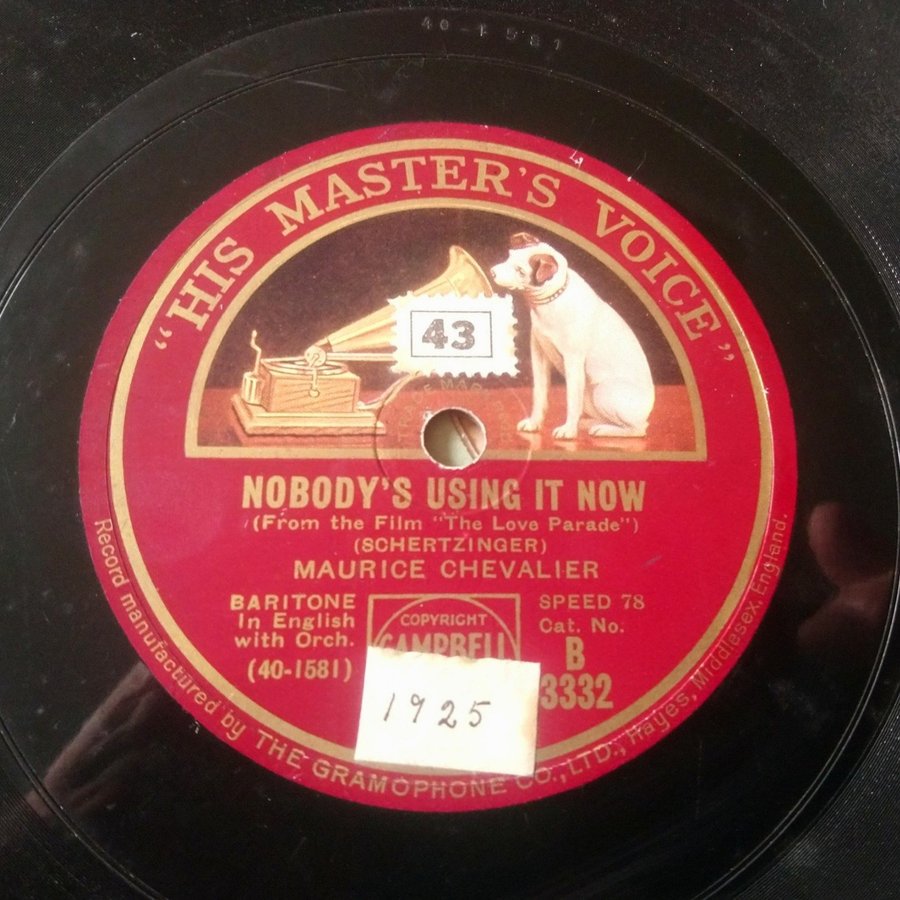 40-1581
"HIS MASTER'S VOICE"
43
NOBODY'S USING IT NOW
(From the Film "The Love Parade")
(SCHERTZINGER)
MAURICE CHEVALIER
BARITONE
In English
with Orch.
(40-1581)
COPYRIGHT
CAMPBELL
1925
SPEED 78
Cat. No.
B
3332
Record manufactured by THE GRAMOPHONE CO., LTD., Hayes, Middlesex, England.